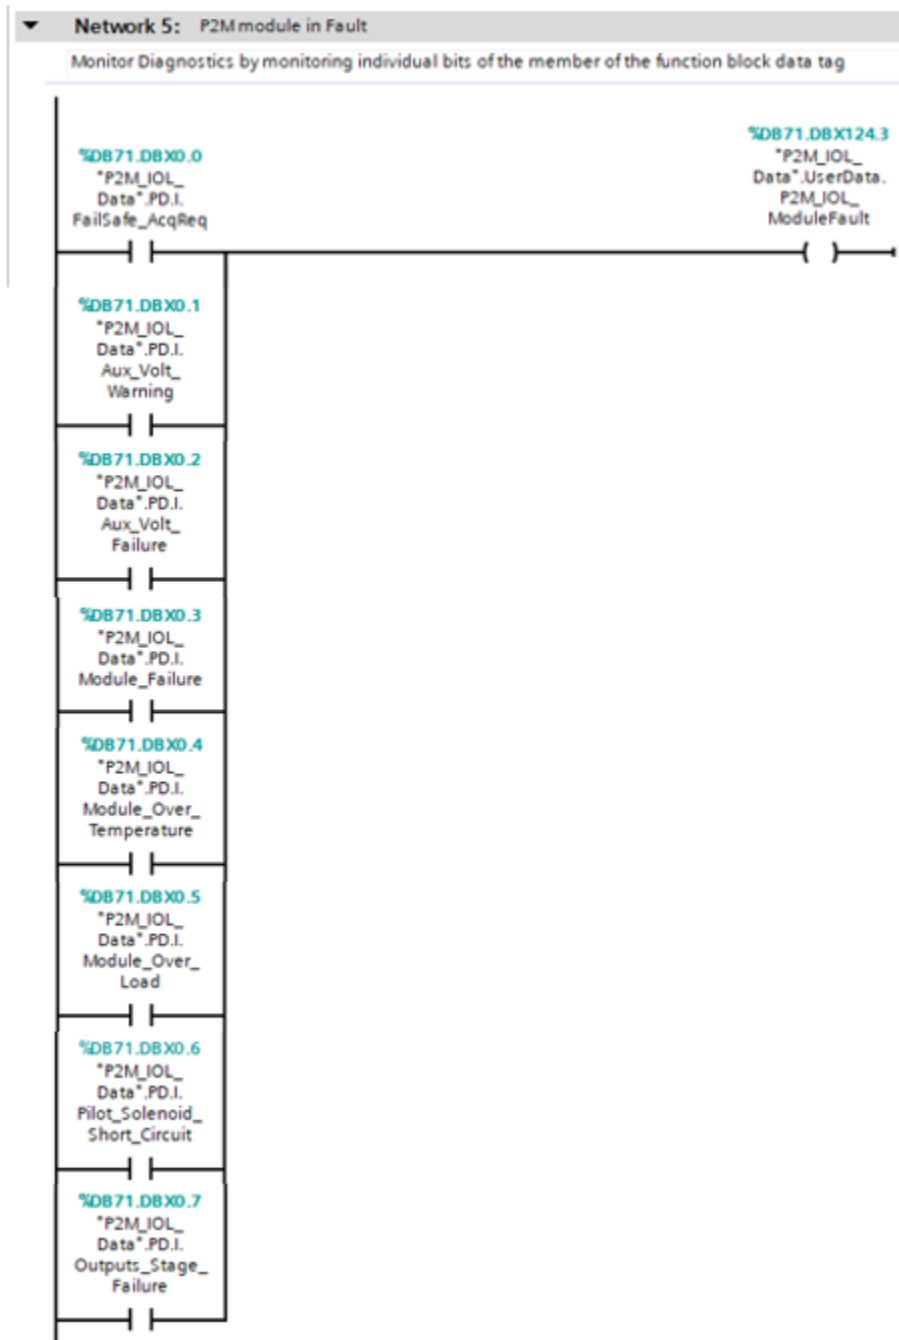 Network 5: P2M module in Fault
Monitor Diagnostics by monitoring individual bits of the member of the function block data tag
%DB71.DBX0.0
"P2M_IOL_
Data".PD.I.
FailSafe_AcqReq
%DB71.DBX124.3
"P2M_IOL_
Data".UserData.
P2M_IOL_
ModuleFault
%DB71.DBX0.1
"P2M_IOL_
Data".PD.I.
Aux_Volt_
Warning
%DB71.DBX0.2
"P2M_IOL_
Data".PD.I.
Aux_Volt_
Failure
%DB71.DBX0.3
"P2M_IOL_
Data".PD.I.
Module_Failure
%DB71.DBX0.4
"P2M_IOL_
Data".PD.I.
Module_Over_
Temperature
%DB71.DBX0.5
"P2M_IOL_
Data".PD.I.
Module_Over_
Load
%DB71.DBX0.6
"P2M_IOL_
Data".PD.I.
Pilot_Solenoid_
Short_Circuit
%DB71.DBX0.7
"P2M_IOL_
Data".PD.I.
Outputs_Stage_
Failure